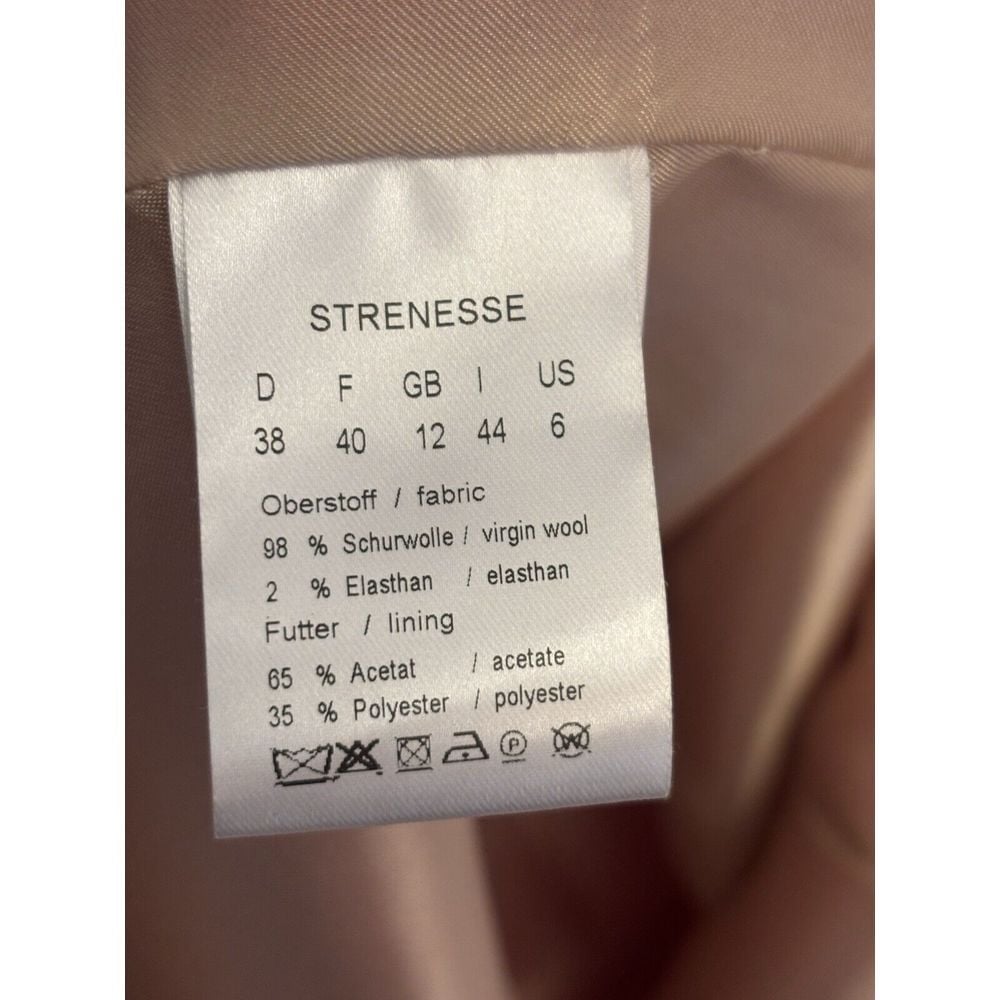 STRENESSE
D F GB I US
38 40 12 44 6
Oberstoff / fabric
98 % Schurwolle / virgin wool
2 % Elasthan / elasthan
Futter / lining
65 % Acetat / acetate
35 % Polyester / polyester
P W